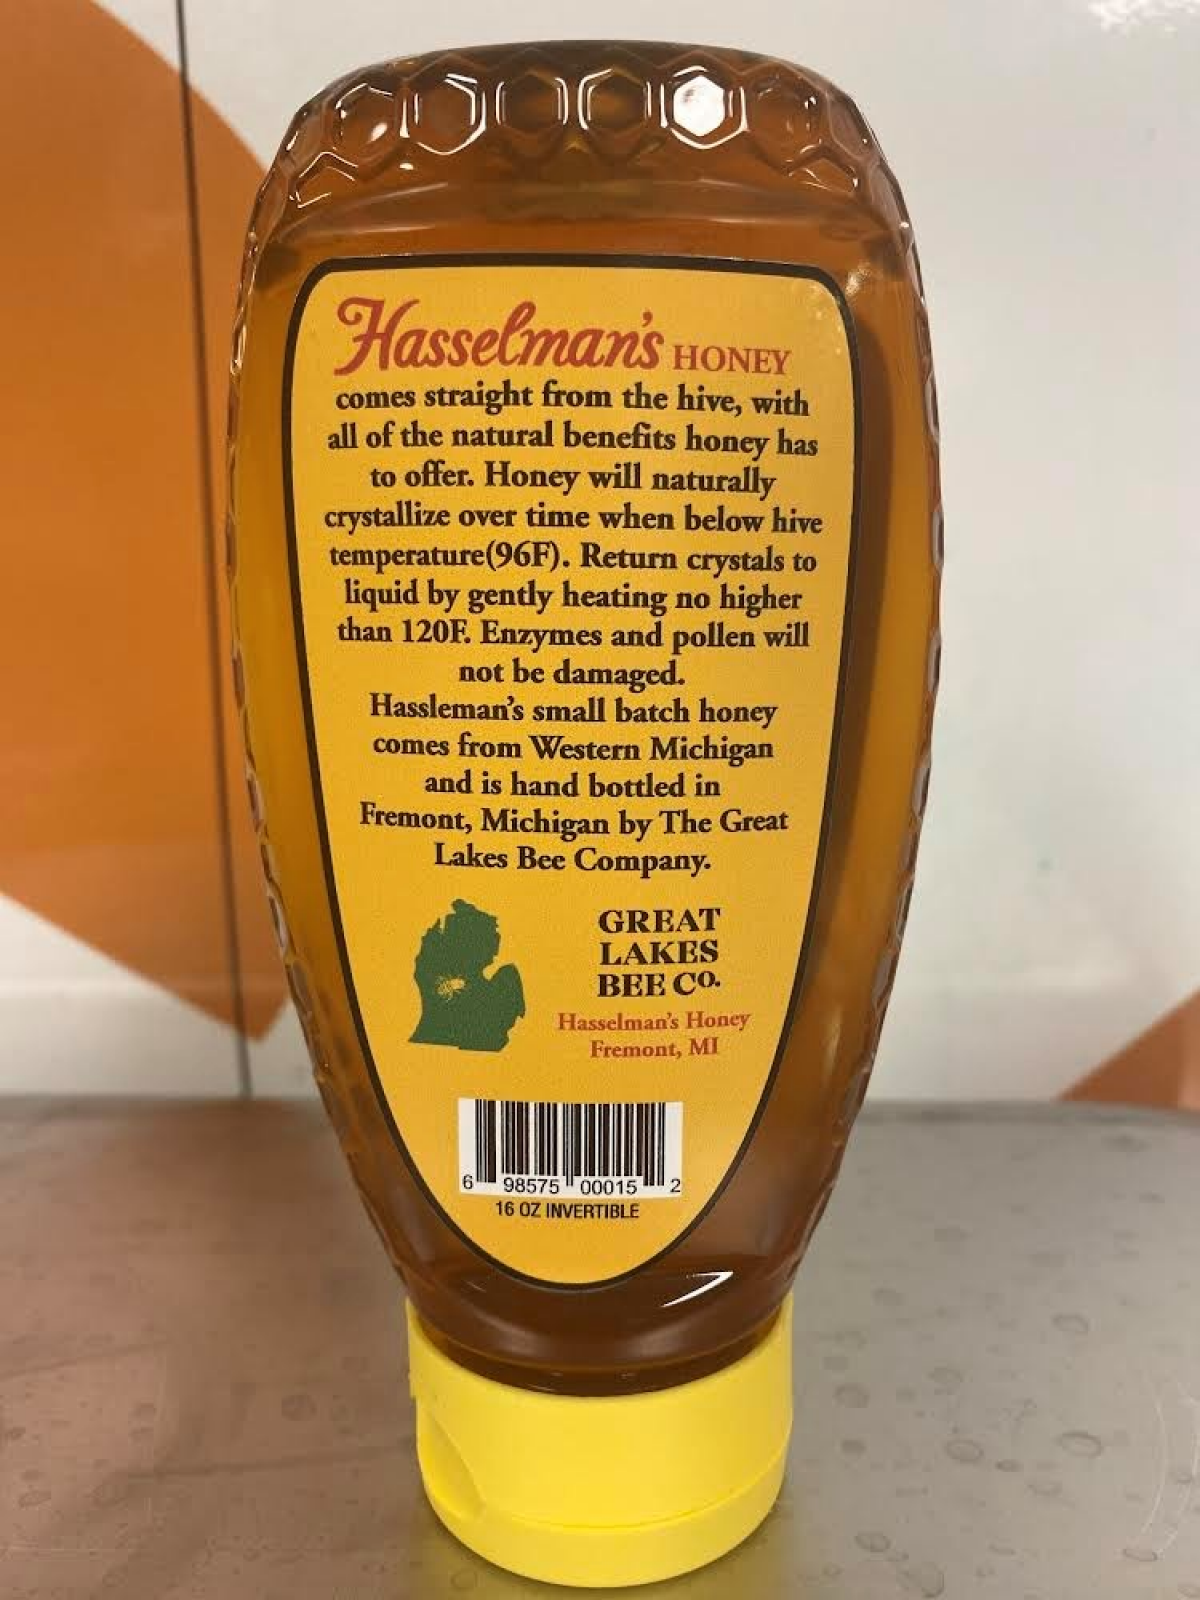 Hasselman's HONEY
comes straight from the hive, with
all of the natural benefits honey has
to offer. Honey will naturally
crystallize over time when below hive
temperature(96F). Return crystals to
liquid by gently heating no higher
than 120F. Enzymes and pollen will
not be damaged.
Hassleman's small batch honey
comes from Western Michigan
and is hand bottled in
Fremont, Michigan by The Great
Lakes Bee Company.
GREAT
LAKES
BEE CO.
Hasselman's Honey
Fremont, MI
6 98575 00015 2
16 OZ INVERTIBLE